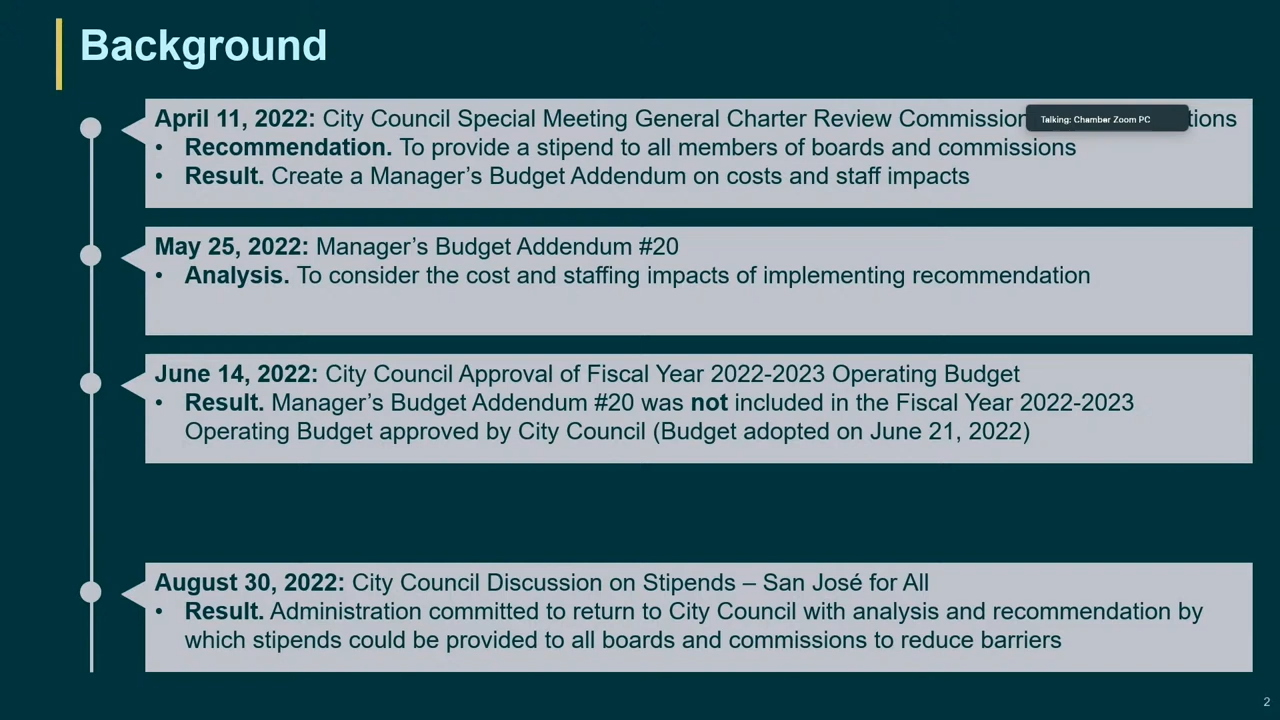 Background
April 11, 2022: City Council Special Meeting General Charter Review Commission
Talking: Chamber Zoom PC
• Recommendation. To provide a stipend to all members of boards and commissions
• Result. Create a Manager’s Budget Addendum on costs and staff impacts
May 25, 2022: Manager’s Budget Addendum #20
• Analysis. To consider the cost and staffing impacts of implementing recommendation
June 14, 2022: City Council Approval of Fiscal Year 2022-2023 Operating Budget
• Result. Manager’s Budget Addendum #20 was not included in the Fiscal Year 2022-2023
Operating Budget approved by City Council (Budget adopted on June 21, 2022)
August 30, 2022: City Council Discussion on Stipends – San José for All
• Result. Administration committed to return to City Council with analysis and recommendation by
which stipends could be provided to all boards and commissions to reduce barriers
2